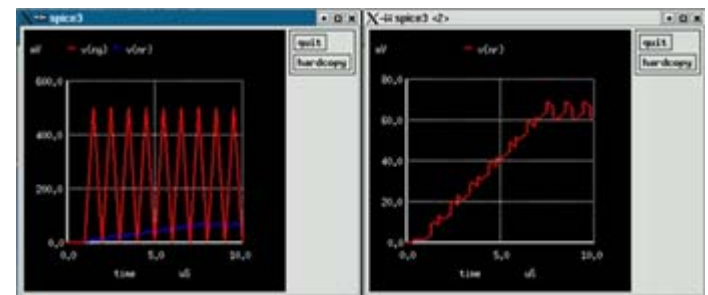 spice3
mV v(ng) v(nr)
600,0
400,0
200,0
0,0
0,0 5,0 10,0
time uS
quit
hardcopy
spice3 <2>
mV v(nr)
80,0
60,0
40,0
20,0
0,0
0,0 5,0 10,0
time uS
quit
hardcopy